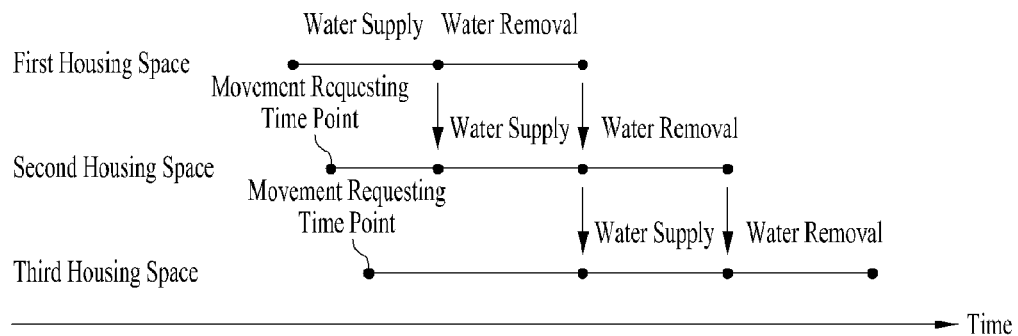 Water Supply Water Removal
First Housing Space
Movement Requesting
Time Point
Water Supply Water Removal
Second Housing Space
Movement Requesting
Time Point
Water Supply Water Removal
Third Housing Space
Time